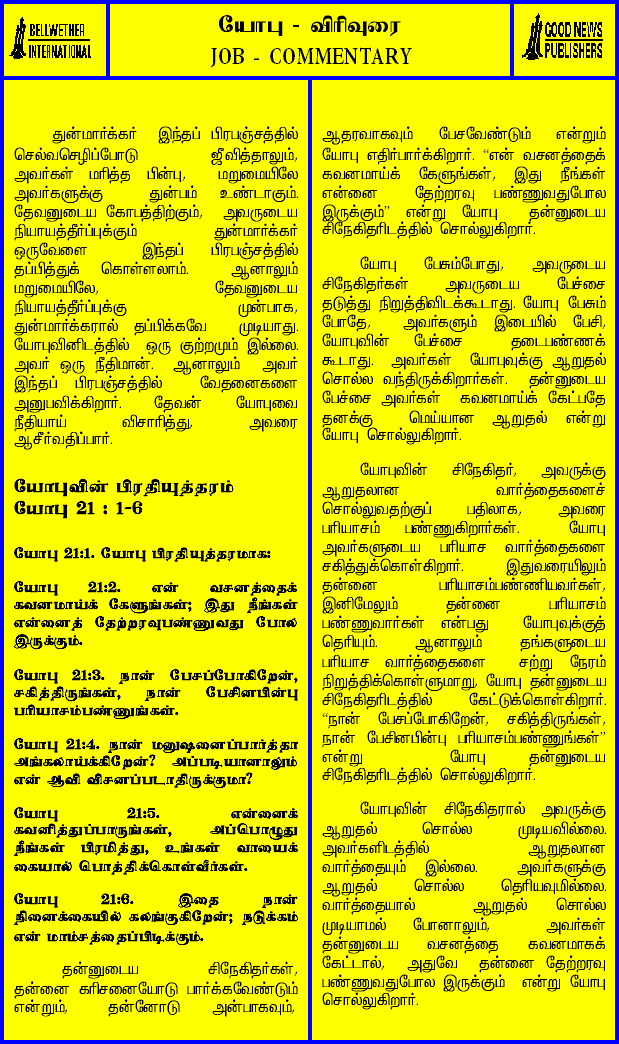 BELLWETHER
INTERNATIONAL
யோபு - விரிவுரை
JOB - COMMENTARY
GOOD NEWS
PUBLISHERS
துன்மார்க்கர் இந்தப் பிரபஞ்சத்தில்
செல்வசெழிப்போடு ஜீவித்தாலும்,
அவர்கள் மரித்த பின்பு, மறுமையிலே
அவர்களுக்கு துன்பம் உண்டாகும்.
தேவனுடைய கோபத்திற்கும், அவருடைய
நியாயத்தீர்ப்புக்கும் துன்மார்க்கர்
ஒருவேளை இந்தப் பிரபஞ்சத்தில்
தப்பித்துக் கொள்ளலாம். ஆனாலும்
மறுமையிலே, தேவனுடைய
நியாயத்தீர்ப்புக்கு முன்பாக,
துன்மார்க்கரால் தப்பிக்கவே முடியாது.
யோபுவினிடத்தில் ஒரு குற்றமும் இல்லை.
அவர் ஒரு நீதிமான். ஆனாலும் அவர்
இந்தப் பிரபஞ்சத்தில் வேதனைகளை
அனுபவிக்கிறார். தேவன் யோபுவை
நீதியாய் விசாரித்து, அவரை
ஆசீர்வதிப்பார்.
யோபுவின் பிரதியுத்தரம்
யோபு 21 : 1-6
யோபு 21:1. யோபு பிரதியுத்தரமாக:
யோபு 21:2. என் வசனத்தைக்
கவனமாய்க் கேளுங்கள்; இது நீங்கள்
என்னைத் தேற்றரவுபண்ணுவது போல
இருக்கும்.
யோபு 21:3. நான் பேசப்போகிறேன்,
சகித்திருங்கள், நான் பேசினபின்பு
பரியாசம்பண்ணுங்கள்.
யோபு 21:4. நான் மனுஷனைப்பார்த்தா
அங்கலாய்க்கிறேன்? அப்படியானாலும்
என் ஆவி விசனப்படாதிருக்குமா?
யோபு 21:5. என்னைக்
கவனித்துப்பாருங்கள், அப்பொழுது
நீங்கள் பிரமித்து, உங்கள் வாயைக்
கையால் பொத்திக்கொள்வீர்கள்.
யோபு 21:6. இதை நான்
நினைக்கையில் கலங்குகிறேன்; நடுக்கம்
என் மாம்சத்தைப்பிடிக்கும்.
தன்னுடைய சிநேகிதர்கள்,
தன்னை கரிசனையோடு பார்க்கவேண்டும்
என்றும், தன்னோடு அன்பாகவும்,
ஆதரவாகவும் பேசவேண்டும் என்றும்
யோபு எதிர்பார்க்கிறார். “என் வசனத்தைக்
கவனமாய்க் கேளுங்கள், இது நீங்கள்
என்னை தேற்றரவு பண்ணுவதுபோல
இருக்கும்” என்று யோபு தன்னுடைய
சிநேகிதரிடத்தில் சொல்லுகிறார்.
யோபு பேசும்போது, அவருடைய
சிநேகிதர்கள் அவருடைய பேச்சை
தடுத்து நிறுத்திவிடக்கூடாது. யோபு பேசும்
போதே, அவர்களும் இடையில் பேசி,
யோபுவின் பேச்சை தடைபண்ணக்
கூடாது. அவர்கள் யோபுவுக்கு ஆறுதல்
சொல்ல வந்திருக்கிறார்கள். தன்னுடைய
பேச்சை அவர்கள் கவனமாய்க் கேட்பதே
தனக்கு மெய்யான ஆறுதல் என்று
யோபு சொல்லுகிறார்.
யோபுவின் சிநேகிதர், அவருக்கு
ஆறுதலான வார்த்தைகளைச்
சொல்லுவதற்குப் பதிலாக, அவரை
பரியாசம் பண்ணுகிறார்கள். யோபு
அவர்களுடைய பரியாச வார்த்தைகளை
சகித்துக்கொள்கிறார். இதுவரையிலும்
தன்னை பரியாசம்பண்ணியவர்கள்,
இனிமேலும் தன்னை பரியாசம்
பண்ணுவார்கள் என்பது யோபுவுக்குத்
தெரியும். ஆனாலும் தங்களுடைய
பரியாச வார்த்தைகளை சற்று நேரம்
நிறுத்திக்கொள்ளுமாறு, யோபு தன்னுடைய
சிநேகிதரிடத்தில் கேட்டுக்கொள்கிறார்.
“நான் பேசப்போகிறேன், சகித்திருங்கள்,
நான் பேசினபின்பு பரியாசம்பண்ணுங்கள்”
என்று யோபு தன்னுடைய
சிநேகிதரிடத்தில் சொல்லுகிறார்.
யோபுவின் சிநேகிதரால் அவருக்கு
ஆறுதல் சொல்ல முடியவில்லை.
அவர்களிடத்தில் ஆறுதலான
வார்த்தையும் இல்லை. அவர்களுக்கு
ஆறுதல் சொல்ல தெரியவுமில்லை.
வார்த்தையால் ஆறுதல் சொல்ல
முடியாமல் போனாலும், அவர்கள்
தன்னுடைய வசனத்தை கவனமாகக்
கேட்டால், அதுவே தன்னை தேற்றரவு
பண்ணுவதுபோல இருக்கும் என்று யோபு
சொல்லுகிறார்.